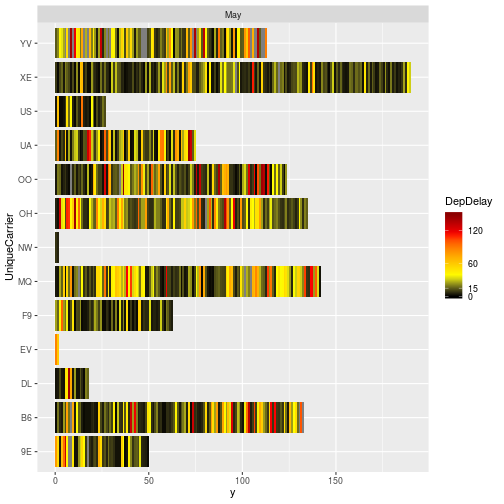 May
UniqueCarrier
YV
XE
US
UA
OO
OH
NW
MQ
F9
EV
DL
B6
9E
0 50 100 150
y
DepDelay
120
60
15
0